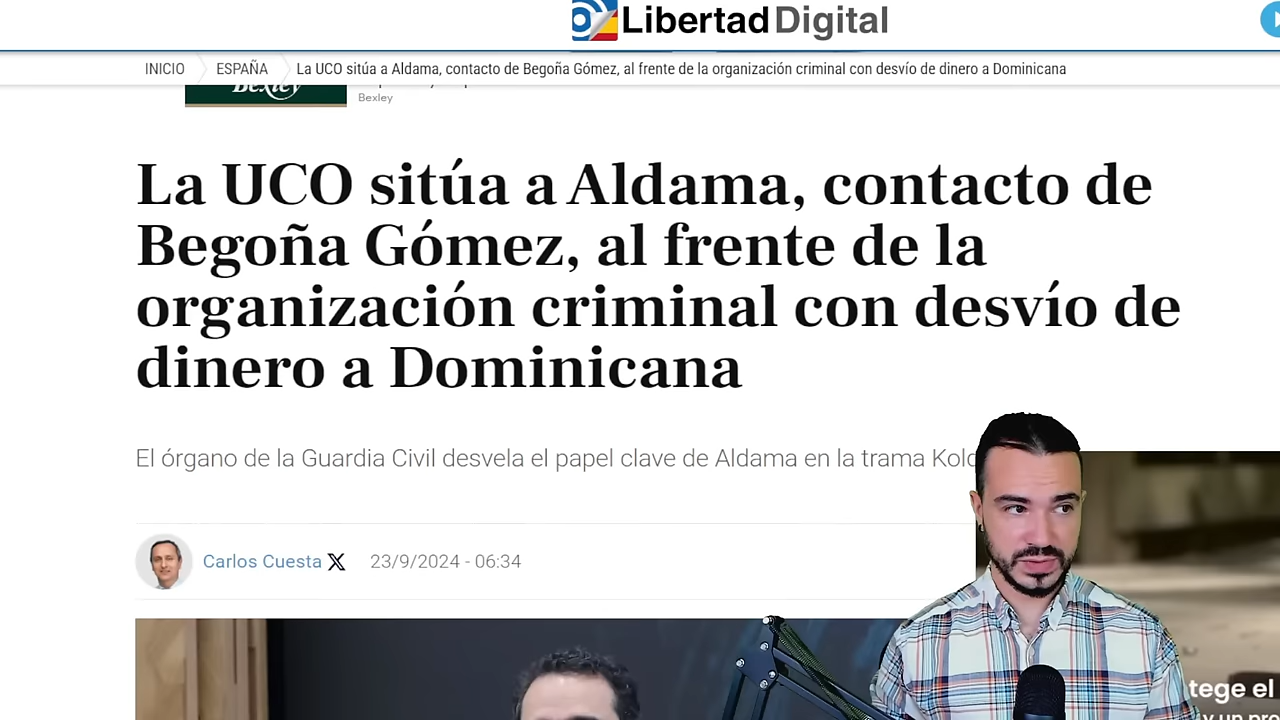 Libertad Digital
INICIO ESPAÑA La UCO sitúa a Aldama, contacto de Begoña Gómez, al frente de la organización criminal con desvío de dinero a Dominicana
Bexley
Bexley
La UCO sitúa a Aldama, contacto de
Begoña Gómez, al frente de la
organización criminal con desvío de
dinero a Dominicana
El órgano de la Guardia Civil desvela el papel clave de Aldama en la trama
Carlos Cuesta X 23/9/2024 - 06:34
tege el
y un